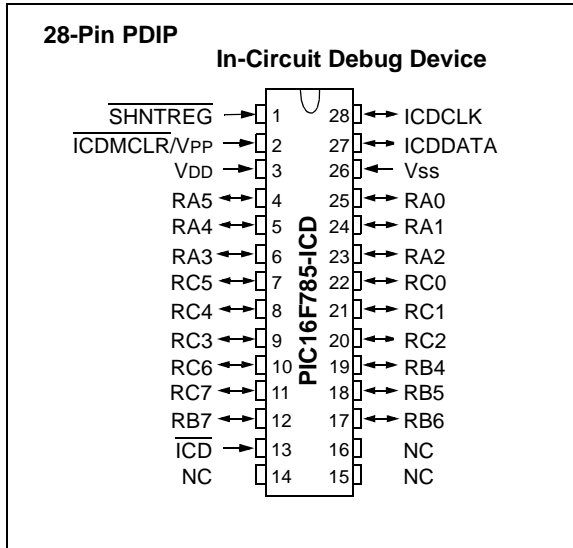 28-Pin PDIP
In-Circuit Debug Device
SHNTREG 1 28 ICDCLK
ICDMCLR/VPP 2 27 ICDDATA
VDD 3 26 VSS
RA5 4 25 RA0
RA4 5 24 RA1
RA3 6 23 RA2
RC5 7 22 RC0
RC4 8 21 RC1
RC3 9 20 RC2
RC6 10 19 RB4
RC7 11 18 RB5
RB7 12 17 RB6
ICD 13 16 NC
NC 14 15 NC
PIC16F785-ICD